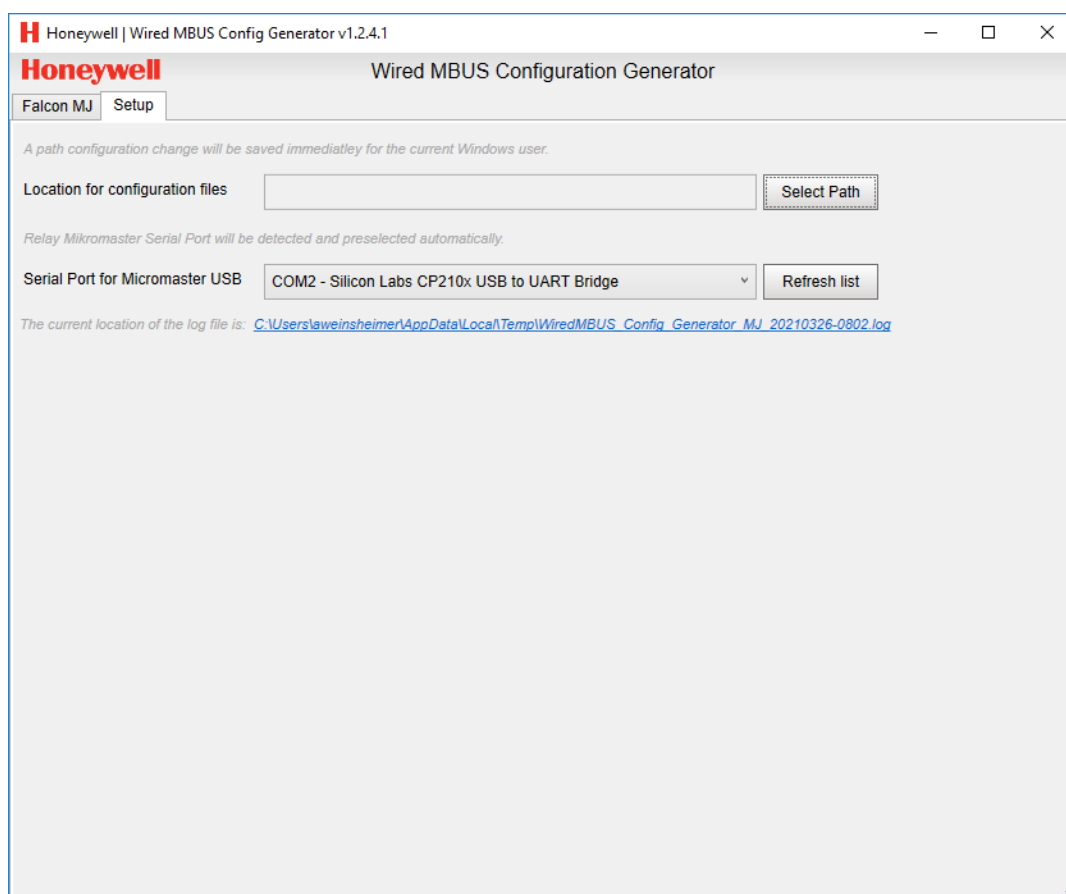 Honeywell | Wired MBUS Config Generator v1.2.4.1
Honeywell Wired MBUS Configuration Generator
Falcon MJ Setup
A path configuration change will be saved immediatley for the current Windows user.
Location for configuration files Select Path
Relay Mikromaster Serial Port will be detected and preselected automatically.
Serial Port for Micromaster USB COM2 - Silicon Labs CP210x USB to UART Bridge Refresh list
The current location of the log file is: C:\Users\aweinsheimer\AppData\Local\Temp\WiredMBUS_Config_Generator_MJ_20210326-0802.log